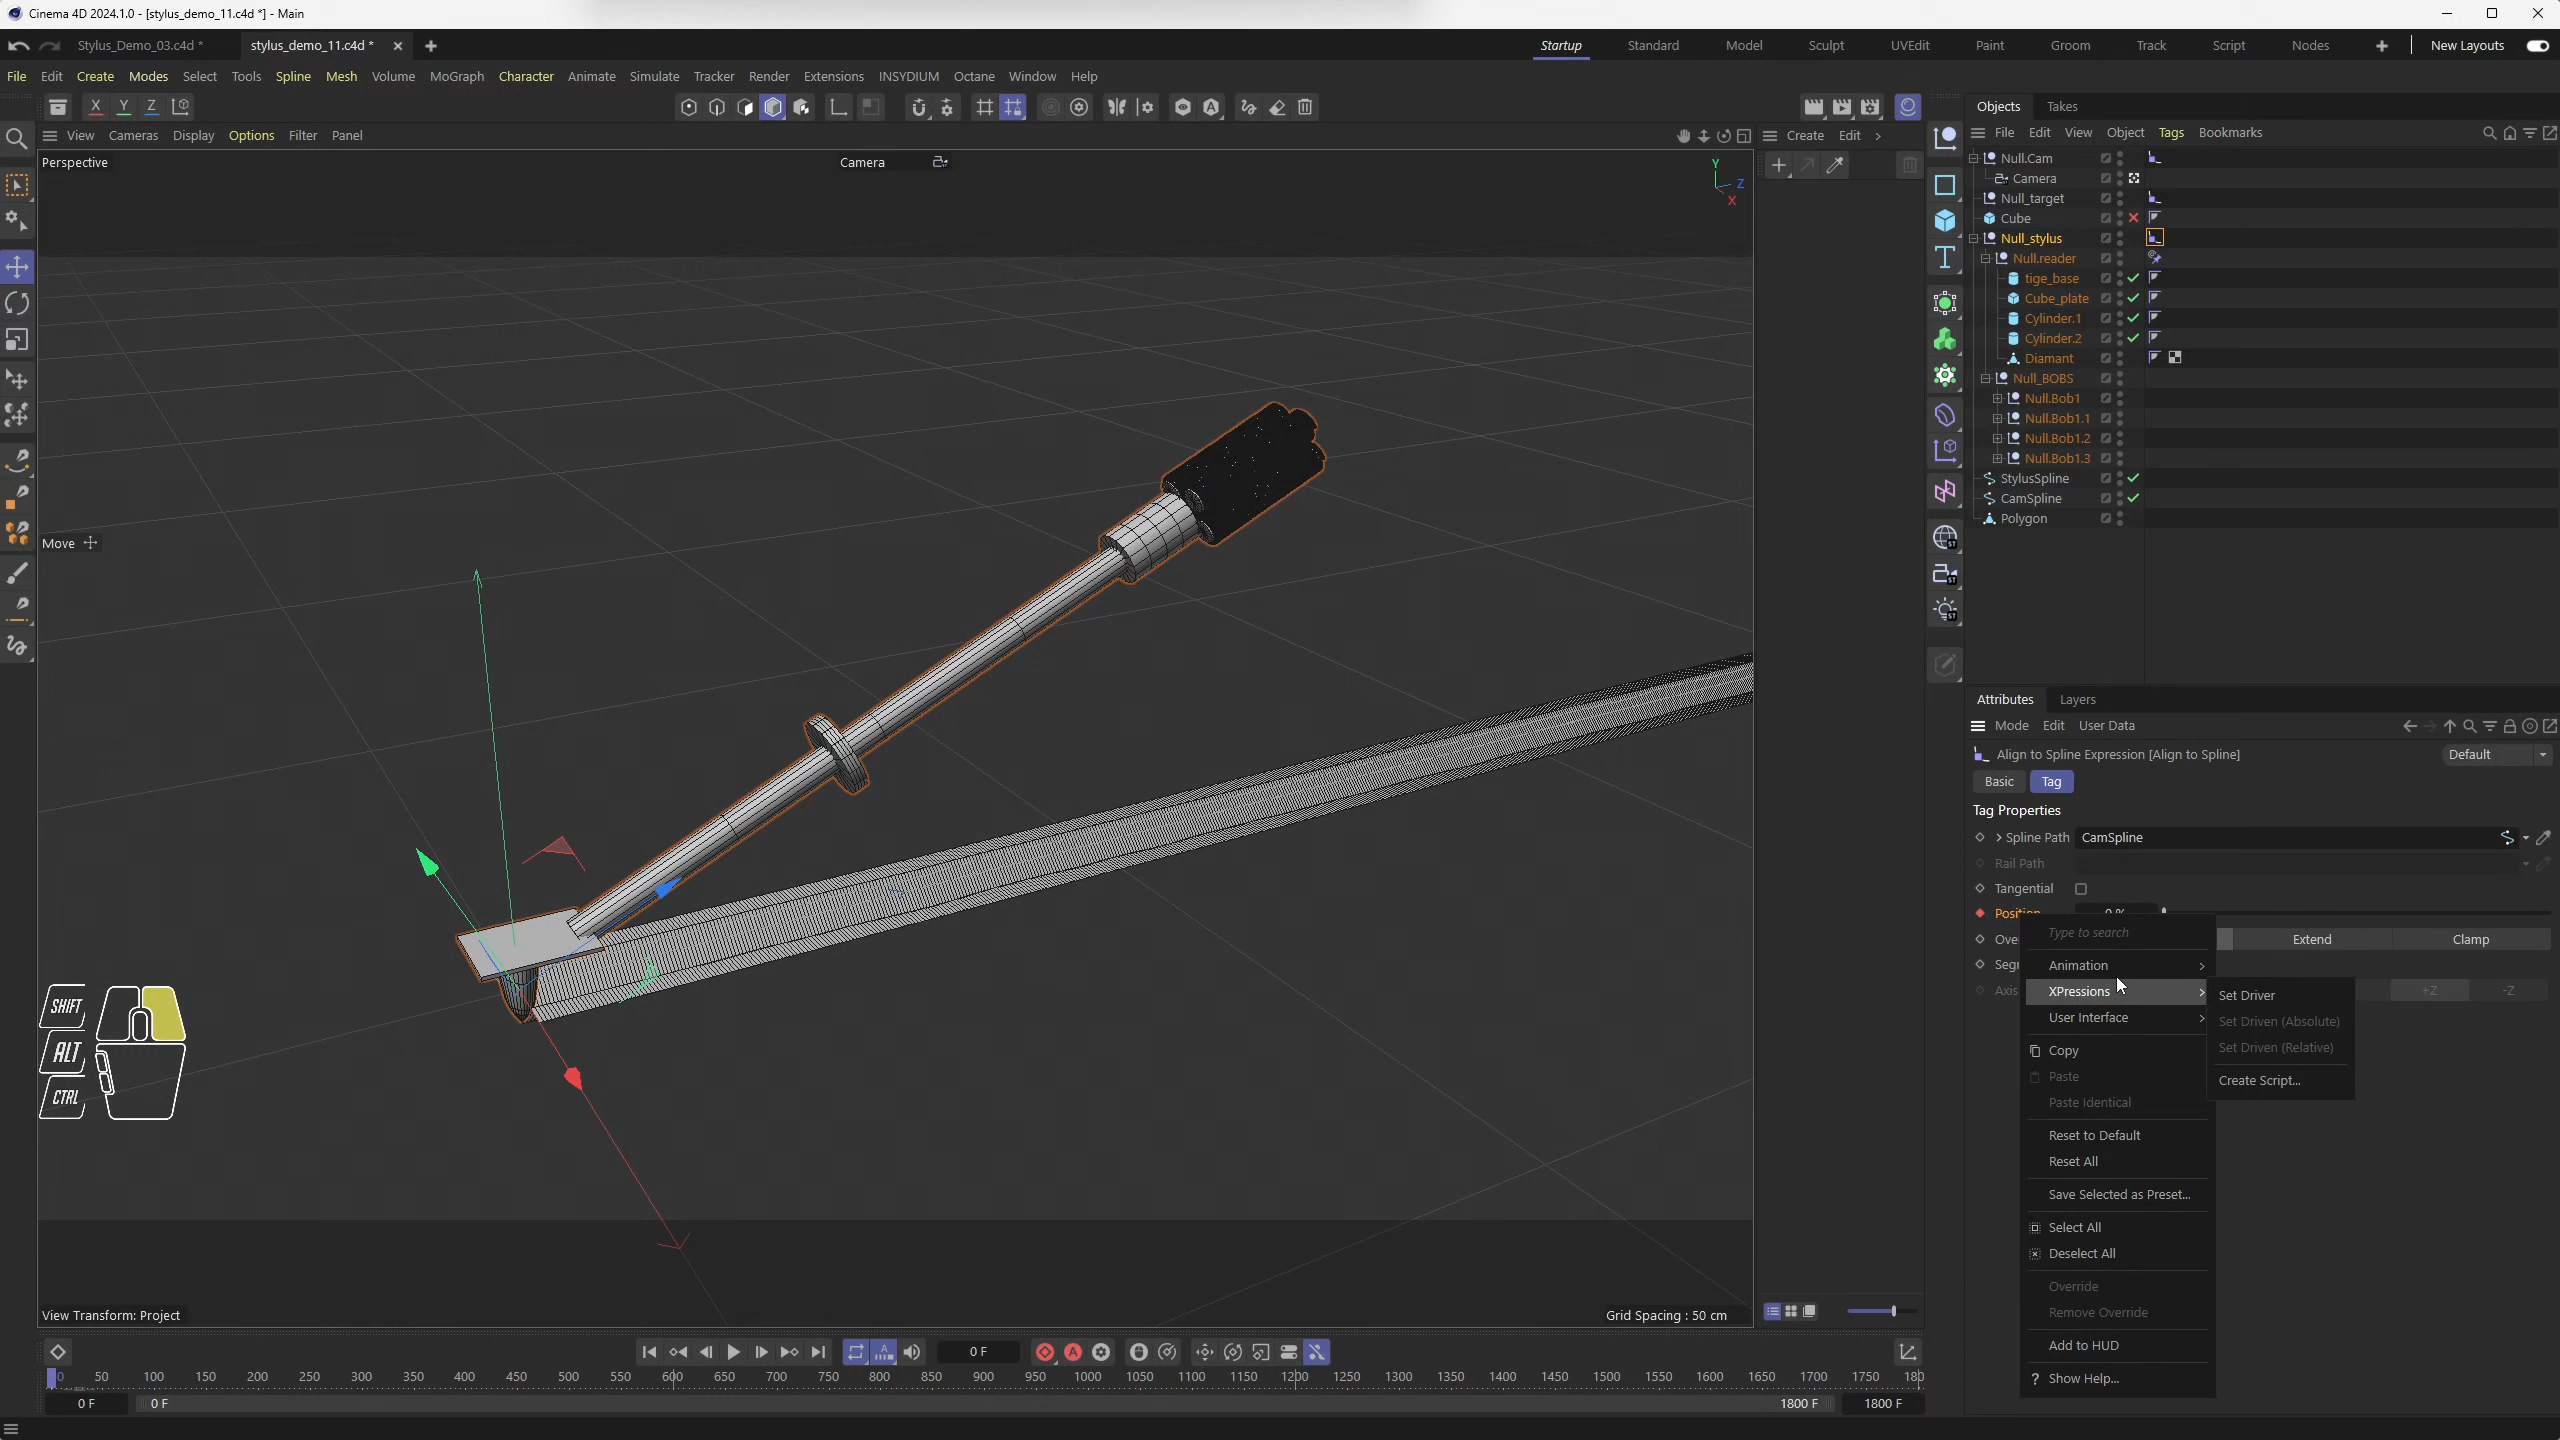 Cinema 4D 2024.1.0 - [stylus_demo_11.c4d *] - Main
Stylus_Demo_03.c4d *
stylus_demo_11.c4d *
Startup
Standard
Model
Sculpt
UVEdit
Paint
Groom
Track
Script
Nodes
New Layouts
File Edit Create Modes Select Tools Spline Mesh Volume MoGraph Character Animate Simulate Tracker Render Extensions INSYDIUM Octane Window Help
X Y Z
Objects
Takes
View Cameras Display Options Filter Panel
Create Edit
File Edit View Object Tags Bookmarks
Perspective
Camera
Y
Z
X
Null.Cam
Camera
Null_target
Cube
Null_stylus
Null.reader
tige_base
Cube_plate
Cylinder.1
Cylinder.2
Diamant
Null_BOBS
Null.Bob1
Null.Bob1.1
Null.Bob1.2
Null.Bob1.3
StylusSpline
CamSpline
Polygon
Move
Attributes
Layers
Mode Edit User Data
Align to Spline Expression [Align to Spline]
Default
Basic
Tag
Tag Properties
Spline Path CamSpline
Rail Path
Tangential
Position
Type to search
Extend
Clamp
Axis
+Z
-Z
Animation
XPressions
User Interface
Copy
Paste
Paste Identical
Reset to Default
Reset All
Save Selected as Preset...
Select All
Deselect All
Override
Remove Override
Add to HUD
Show Help...
Set Driver
Set Driven (Absolute)
Set Driven (Relative)
Create Script...
SHIFT
ALT
CTRL
View Transform: Project
Grid Spacing : 50 cm
0 F
0 50 100 150 200 250 300 350 400 450 500 550 600 650 700 750 800 850 900 950 1000 1050 1100 1150 1200 1250 1300 1350 1400 1450 1500 1550 1600 1650 1700 1750 180
0 F
0 F
1800 F
1800 F